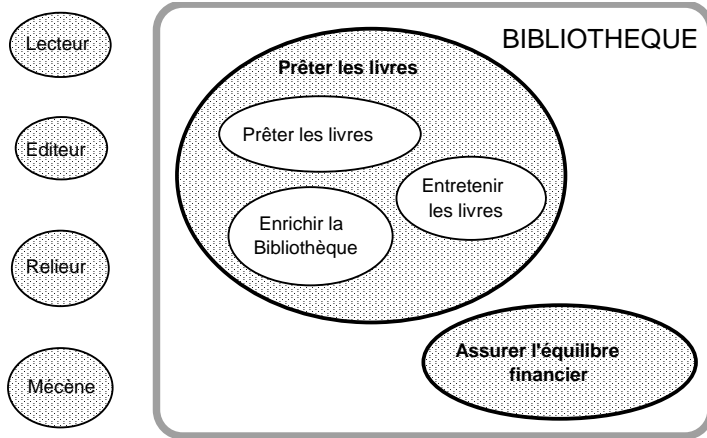 Lecteur
BIBLIOTHEQUE
Prêter les livres
Prêter les livres
Editeur
Entretenir
les livres
Enrichir la
Bibliothèque
Relieur
Assurer l'équilibre
financier
Mécène